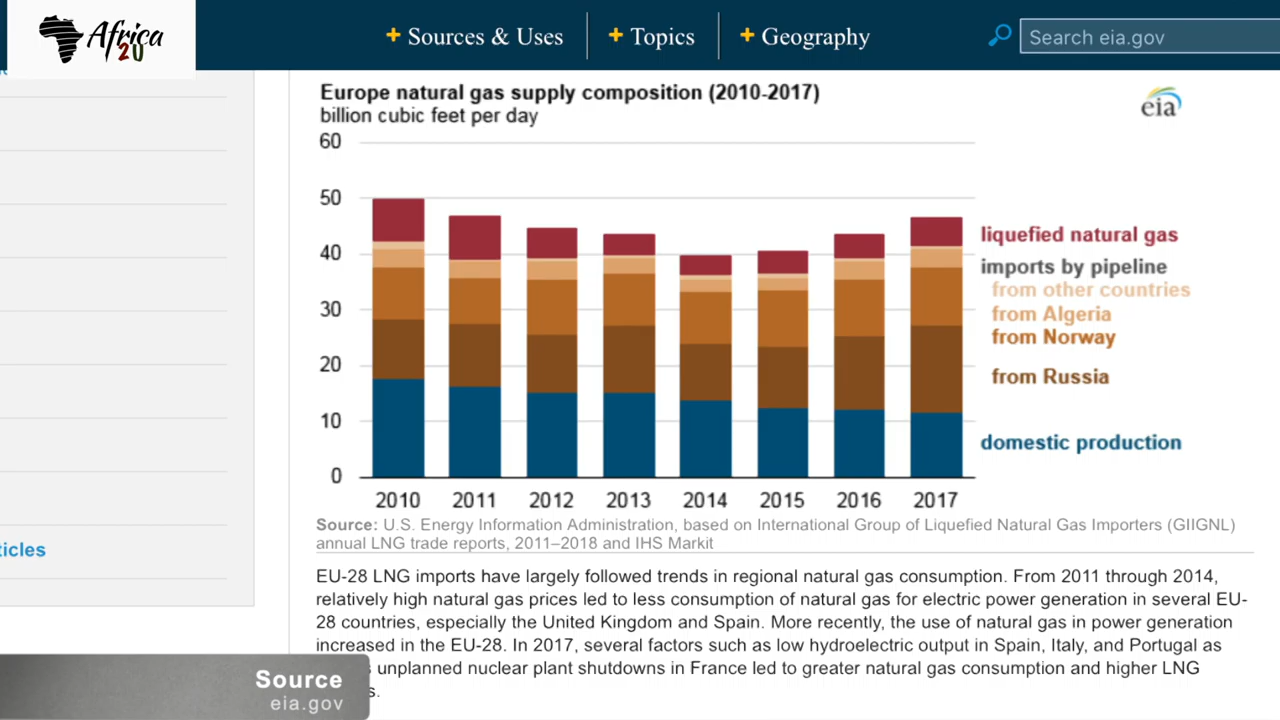 Africa
20
+ Sources & Uses
+ Topics
+ Geography
Search eia.gov
Europe natural gas supply composition (2010-2017)
billion cubic feet per day
eia
60
50
40
30
20
10
0
liquefied natural gas
imports by pipeline
from other countries
from Algeria
from Norway
from Russia
domestic production
2010 2011 2012 2013 2014 2015 2016 2017
Source: U.S. Energy Information Administration, based on International Group of Liquefied Natural Gas Importers (GIIGNL)
annual LNG trade reports, 2011–2018 and IHS Markit
ticles
EU-28 LNG imports have largely followed trends in regional natural gas consumption. From 2011 through 2014,
relatively high natural gas prices led to less consumption of natural gas for electric power generation in several EU-
28 countries, especially the United Kingdom and Spain. More recently, the use of natural gas in power generation
increased in the EU-28. In 2017, several factors such as low hydroelectric output in Spain, Italy, and Portugal as
unplanned nuclear plant shutdowns in France led to greater natural gas consumption and higher LNG
Source
eia.gov